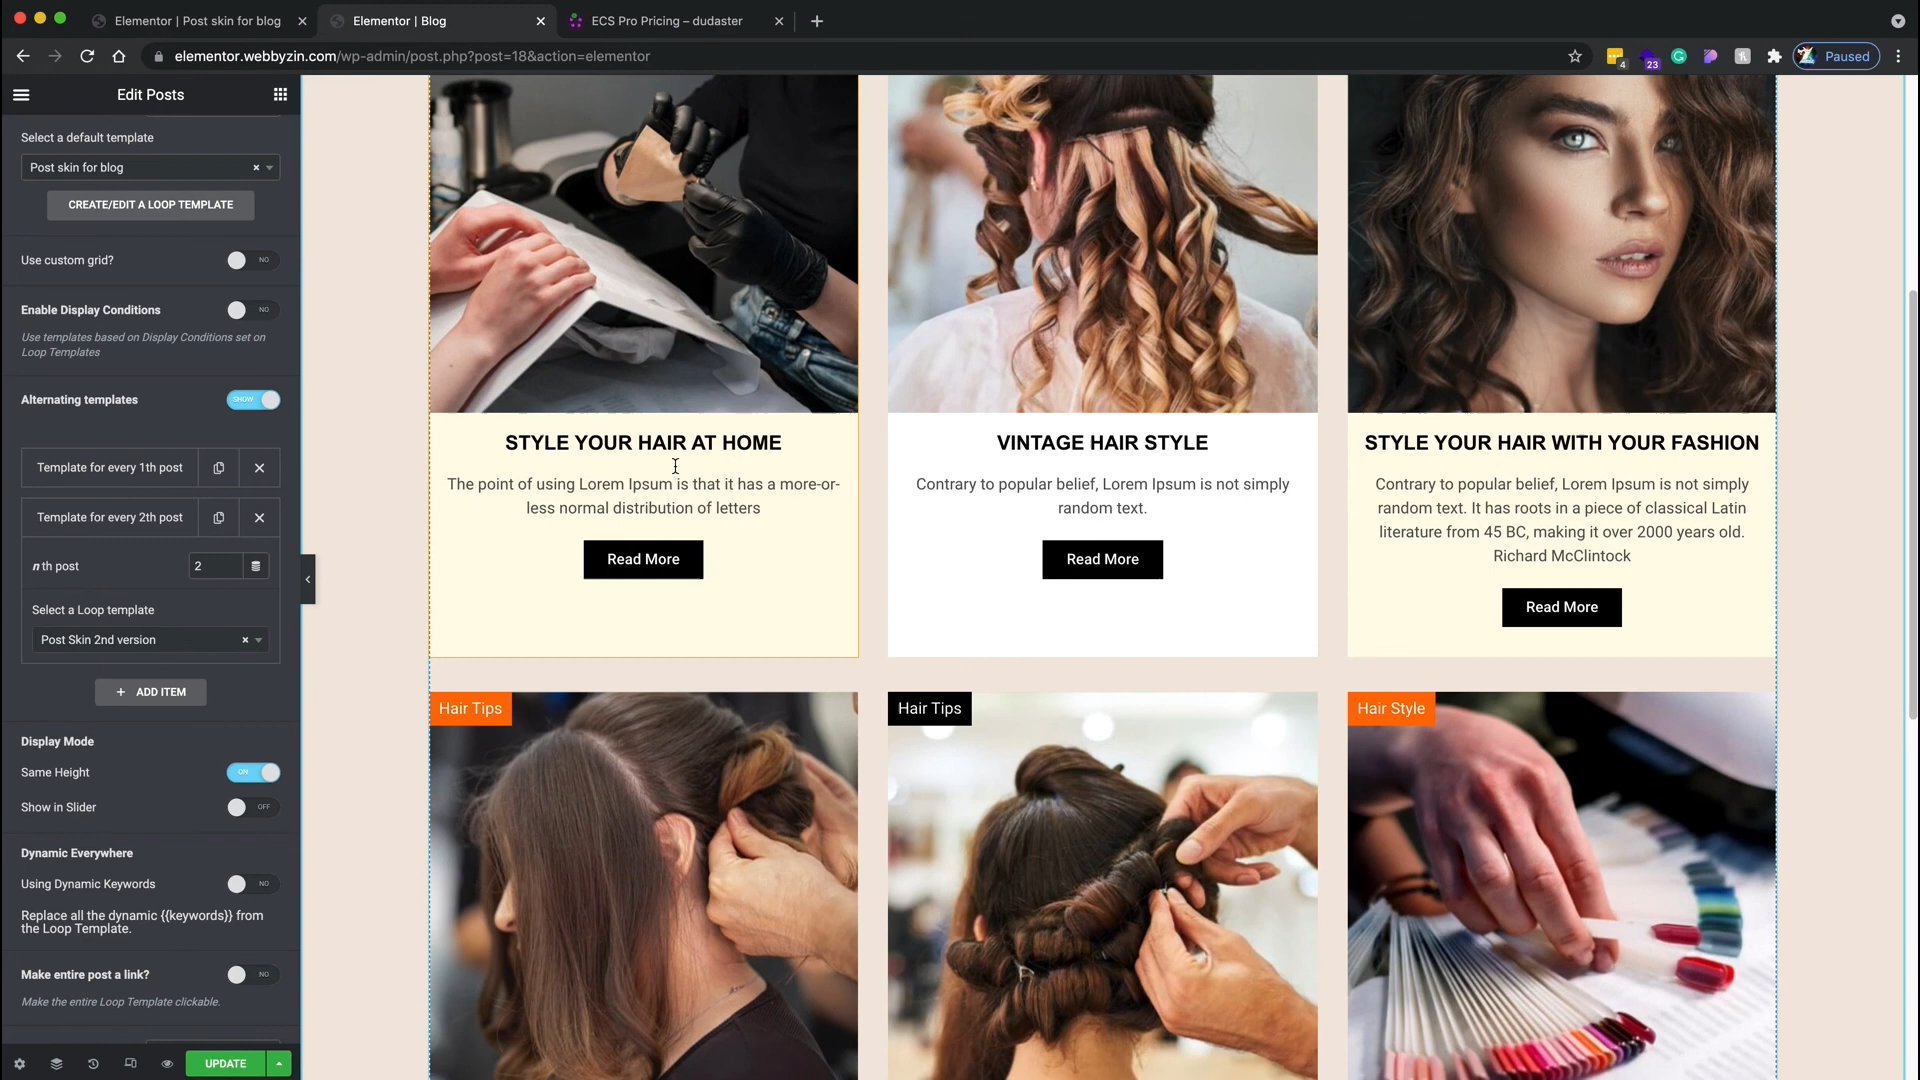 Elementor | Post skin for blog
Elementor | Blog
ECS Pro Pricing – dudaster
elementor.webbyzin.com/wp-admin/post.php?post=18&action=elementor
4
23
Paused
Edit Posts
Select a default template
Post skin for blog
CREATE/EDIT A LOOP TEMPLATE
Use custom grid?
NO
Enable Display Conditions
NO
Use templates based on Display Conditions set on
Loop Templates
Alternating templates
SHOW
Template for every 1th post
Template for every 2th post
n th post
2
Select a Loop template
Post Skin 2nd version
ADD ITEM
Display Mode
Same Height
ON
Show in Slider
OFF
Dynamic Everywhere
Using Dynamic Keywords
NO
Replace all the dynamic {{keywords}} from
the Loop Template.
Make entire post a link?
NO
Make the entire Loop Template clickable.
UPDATE
STYLE YOUR HAIR AT HOME
The point of using Lorem Ipsum is that it has a more-or-
less normal distribution of letters
Read More
VINTAGE HAIR STYLE
Contrary to popular belief, Lorem Ipsum is not simply
random text.
Read More
STYLE YOUR HAIR WITH YOUR FASHION
Contrary to popular belief, Lorem Ipsum is not simply
random text. It has roots in a piece of classical Latin
literature from 45 BC, making it over 2000 years old.
Richard McClintock
Read More
Hair Tips
Hair Tips
Hair Style